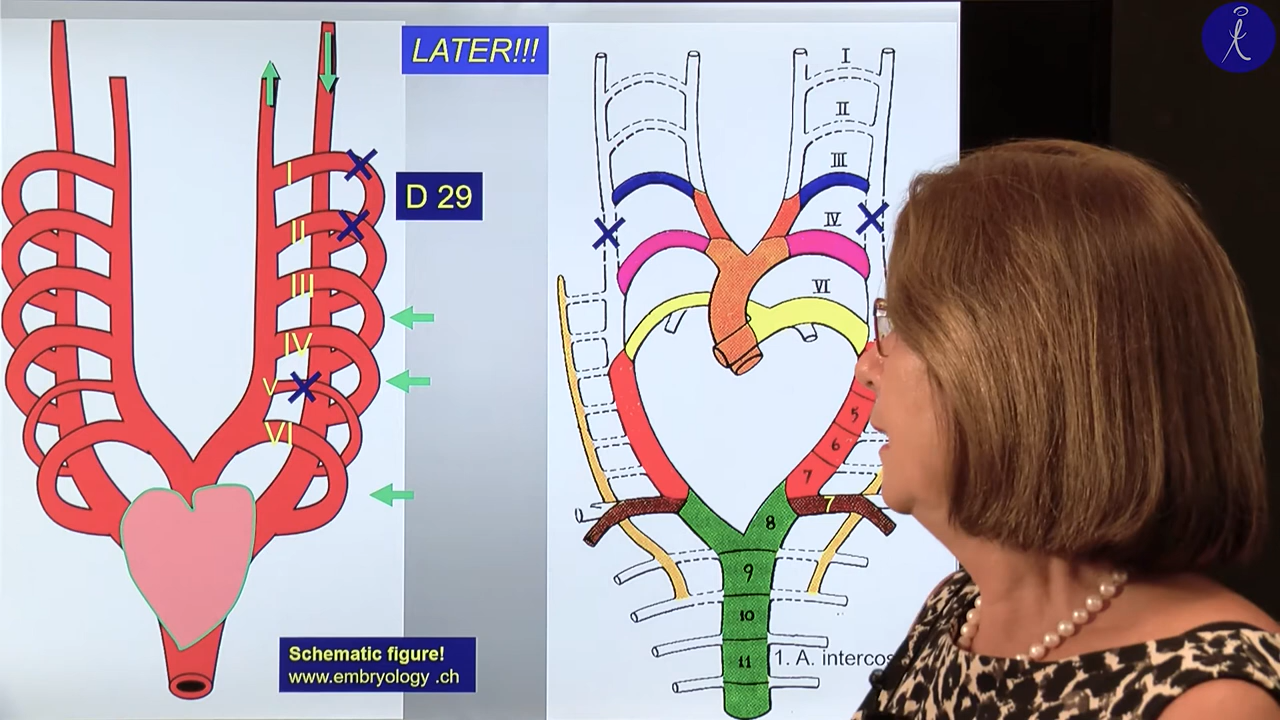 LATER!!!
D 29
I
II
III
IV
V
VI
Schematic figure!
www.embryology .ch
I
II
III
IV
VI
5
6
7
7
8
9
10
11
1. A. intercos